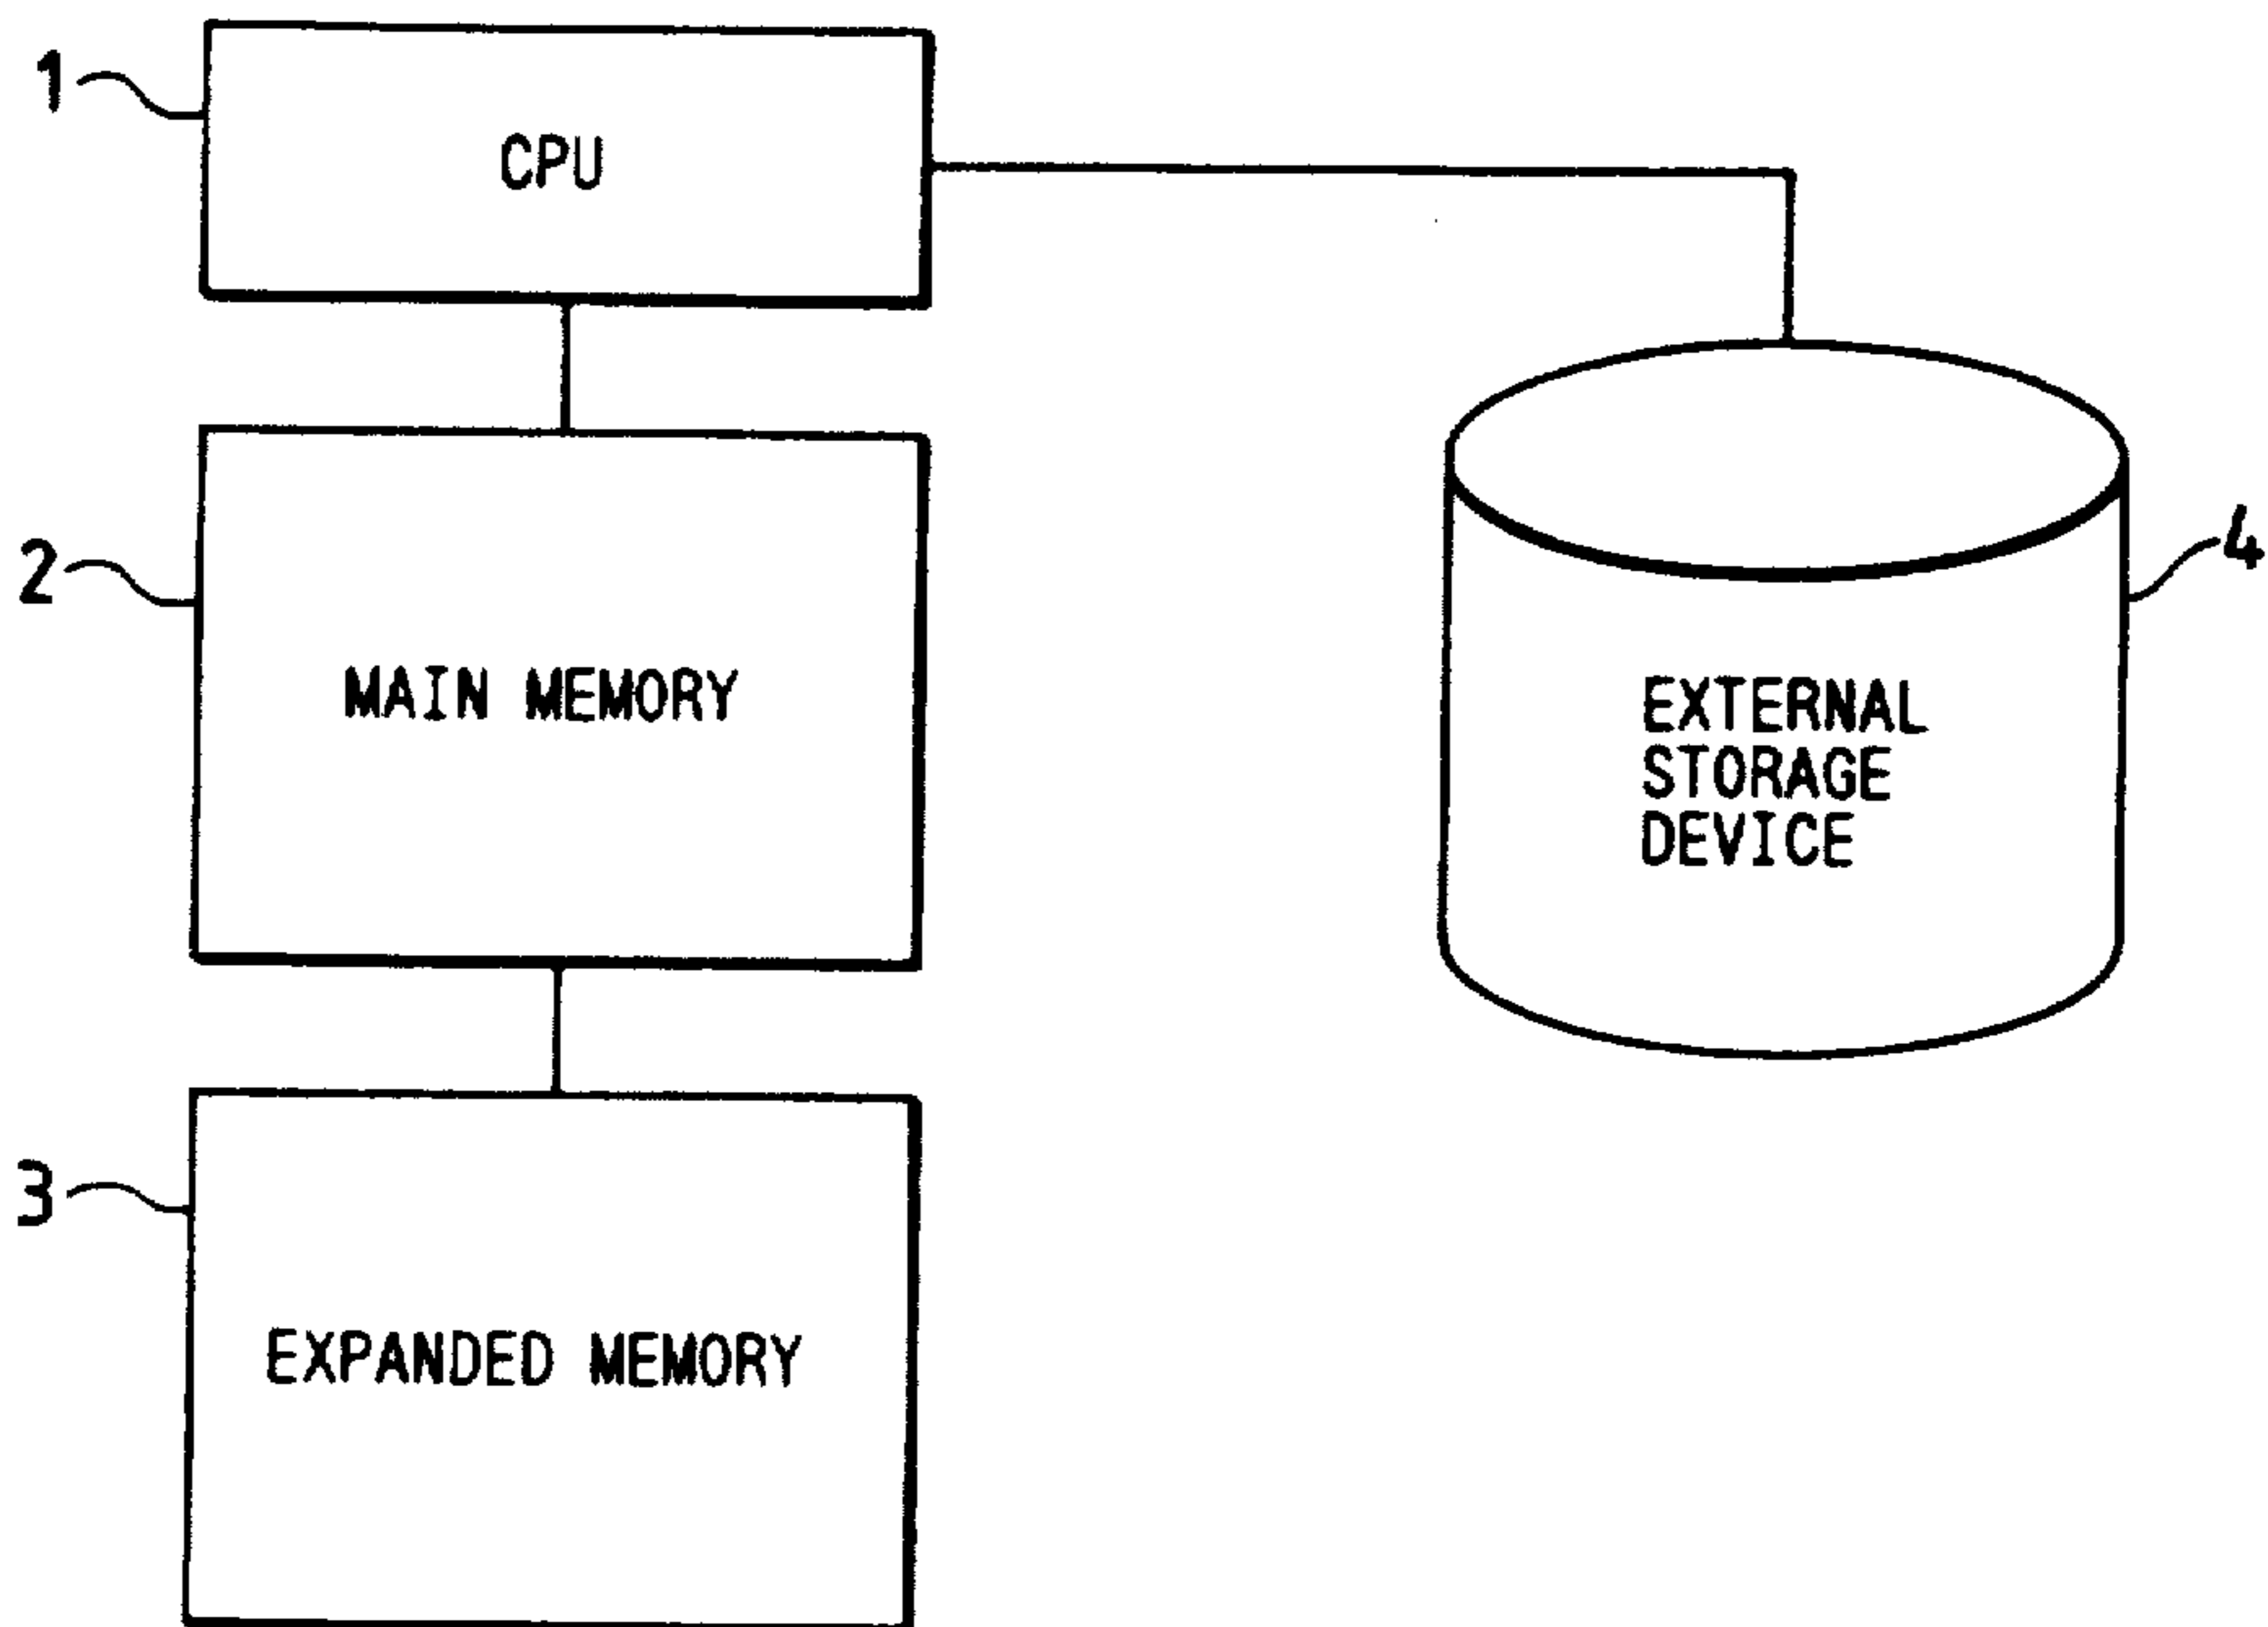 1
CPU
2
MAIN MEMORY
4
EXTERNAL
STORAGE
DEVICE
3
EXPANDED MEMORY